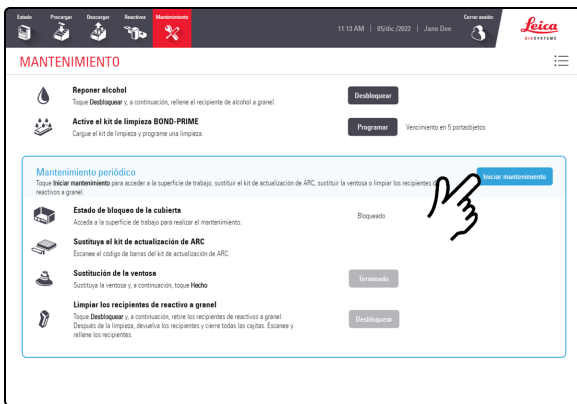 Estado Precargar Descargar Reactivos Mantenimiento 11:13 AM | 05/dic./2022 | Jane Doe Cerrar sesión Leica
BIOSYSTEMS
MANTENIMIENTO
Reponer alcohol
Toque Desbloquear y, a continuación, rellene el recipiente de alcohol a granel.
Desbloquear
Active el kit de limpieza BOND-PRIME
Cargue el kit de limpieza y programe una limpieza.
Programar Vencimiento en 5 portaobjetos
Mantenimiento periódico
Toque Iniciar mantenimiento para acceder a la superficie de trabajo, sustituir el kit de actualización de ARC, sustituir la ventosa o limpiar los recipientes de
reactivos a granel.
Iniciar mantenimiento
Estado de bloqueo de la cubierta
Acceda a la superficie de trabajo para realizar el mantenimiento.
Bloqueado
Sustituya el kit de actualización de ARC
Escanee el código de barras del kit de actualización de ARC.
Sustitución de la ventosa
Sustituya la ventosa y, a continuación, toque Hecho
Terminado
Limpiar los recipientes de reactivo a granel
Toque Desbloquear y, a continuación, retire los recipientes de reactivos a granel.
Después de la limpieza, devuelva los recipientes y cierre todas las cajitas. Escanee y
rellene los recipientes.
Desbloquear